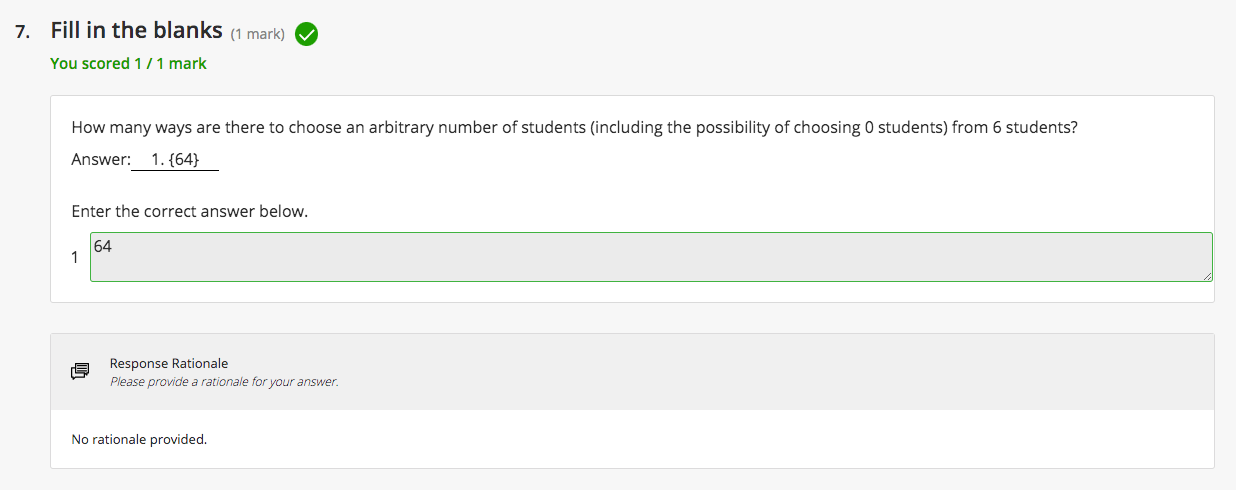 7. Fill in the blanks (1 mark)
You scored 1 / 1 mark
How many ways are there to choose an arbitrary number of students (including the possibility of choosing 0 students) from 6 students?
Answer: 1. {64}
Enter the correct answer below.
1 64
Response Rationale
Please provide a rationale for your answer.
No rationale provided.